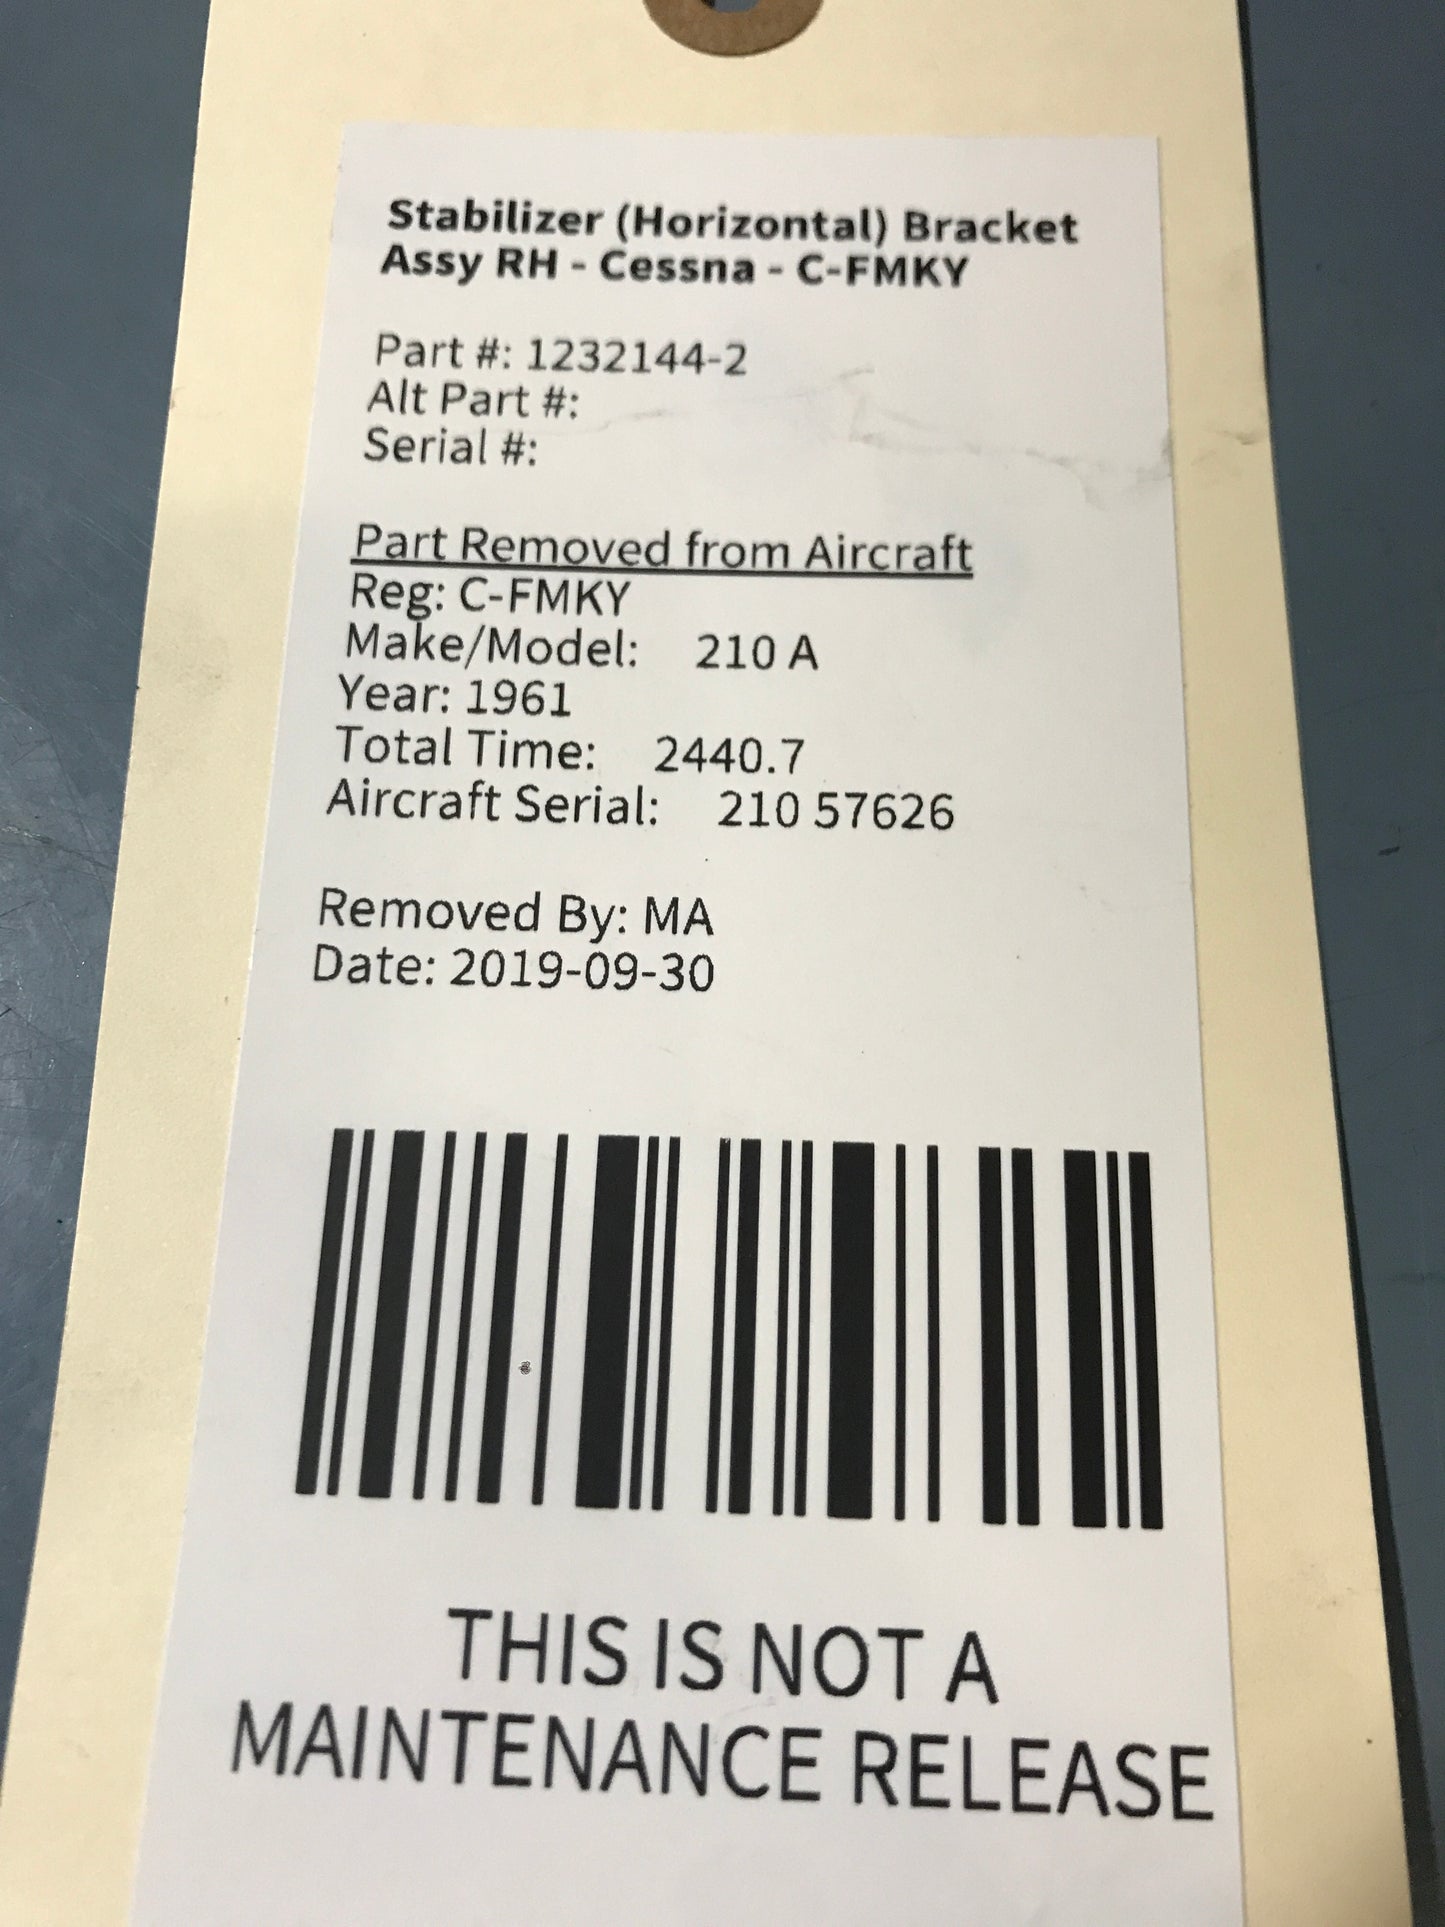 Stabilizer (Horizontal) Bracket
Assy RH - Cessna - C-FMKY
Part #: 1232144-2
Alt Part #:
Serial #:
Part Removed from Aircraft
Reg: C-FMKY
Make/Model: 210 A
Year: 1961
Total Time: 2440.7
Aircraft Serial: 210 57626
Removed By: MA
Date: 2019-09-30
THIS IS NOT A
MAINTENANCE RELEASE